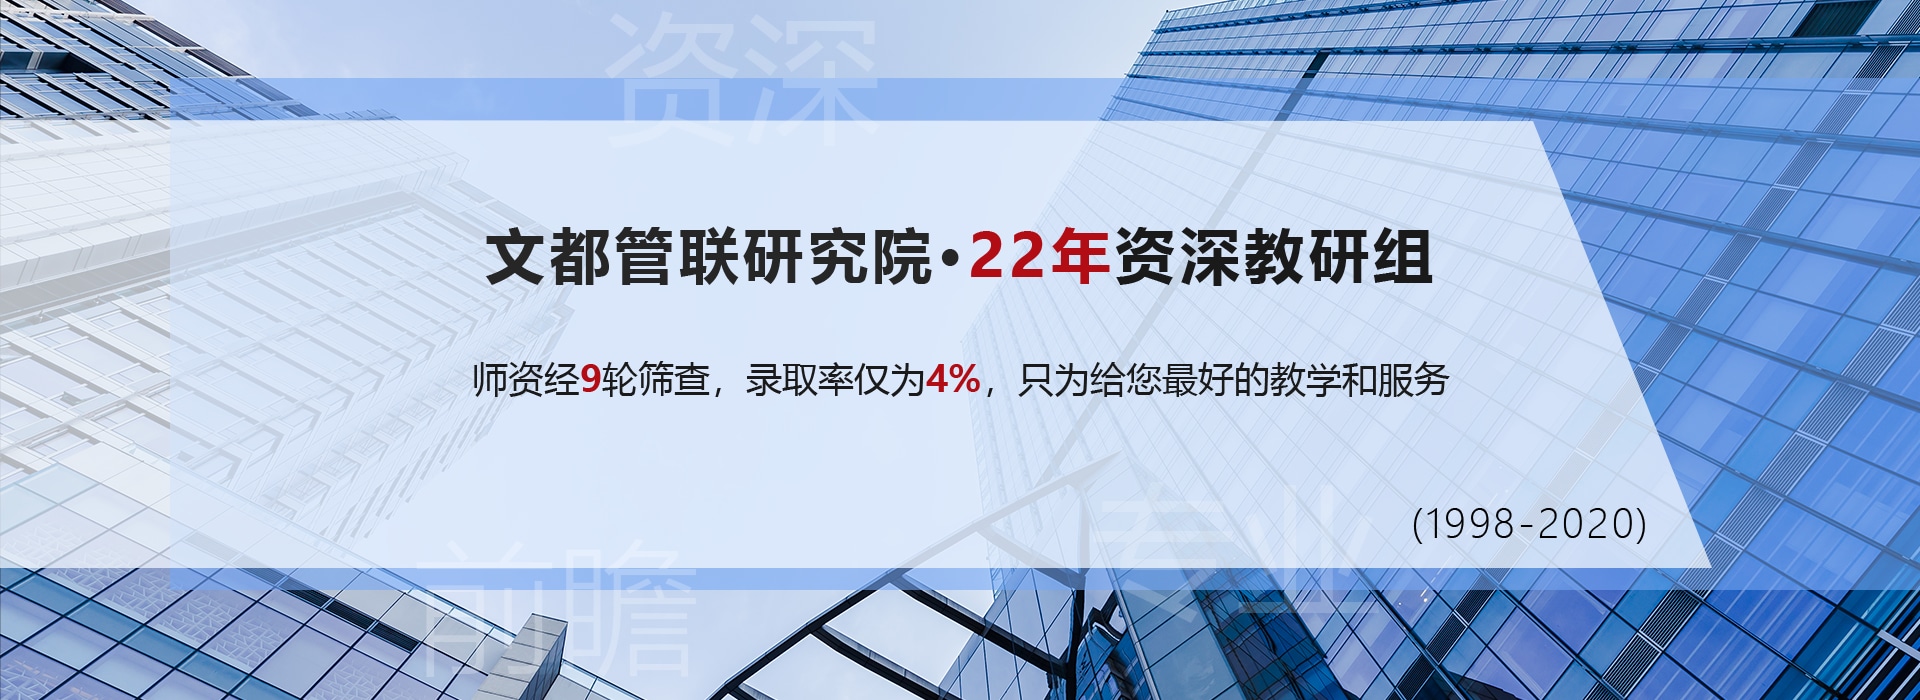 资深
文都管联研究院·22年资深教研组
师资经9轮筛查，录取率仅为4%，只为给您最好的教学和服务
专业
(1998-2020)
前瞻